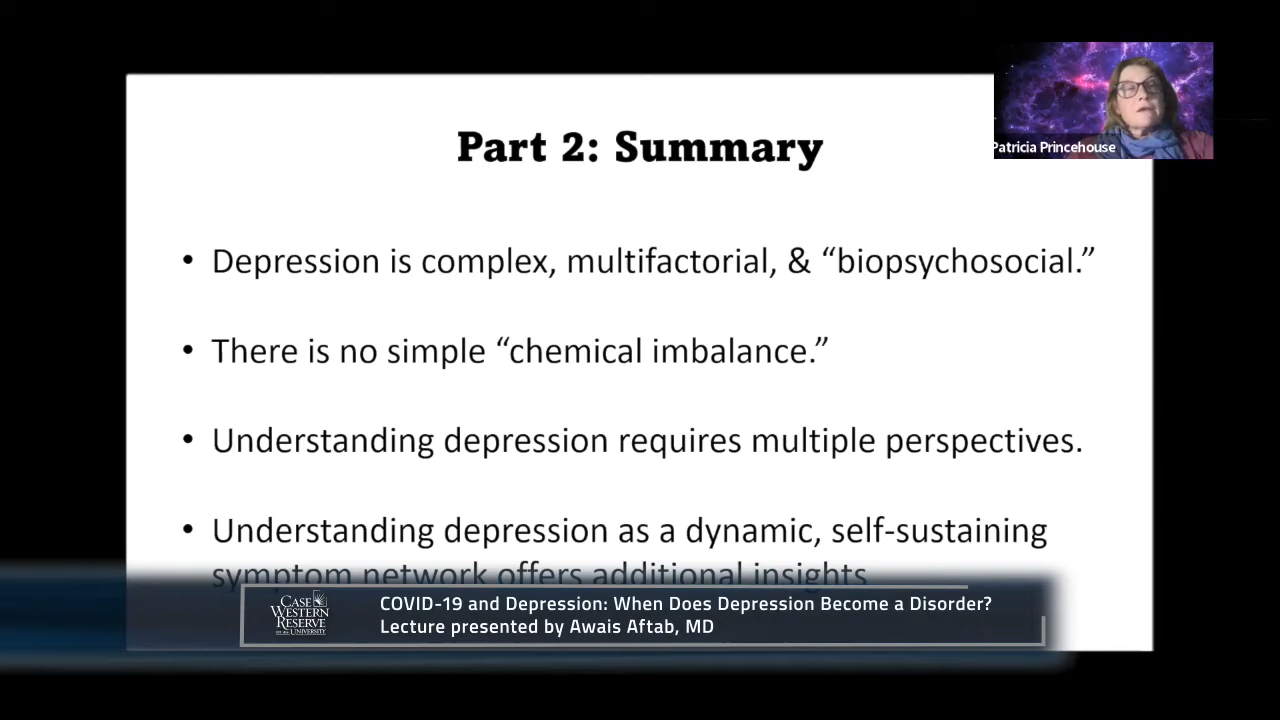 Patricia Princehouse
Part 2: Summary
• Depression is complex, multifactorial, & “biopsychosocial.”
• There is no simple “chemical imbalance.”
• Understanding depression requires multiple perspectives.
• Understanding depression as a dynamic, self-sustaining
symptom network offers additional insights
CASE
WESTERN
RESERVE
UNIVERSITY
COVID-19 and Depression: When Does Depression Become a Disorder?
Lecture presented by Awais Aftab, MD